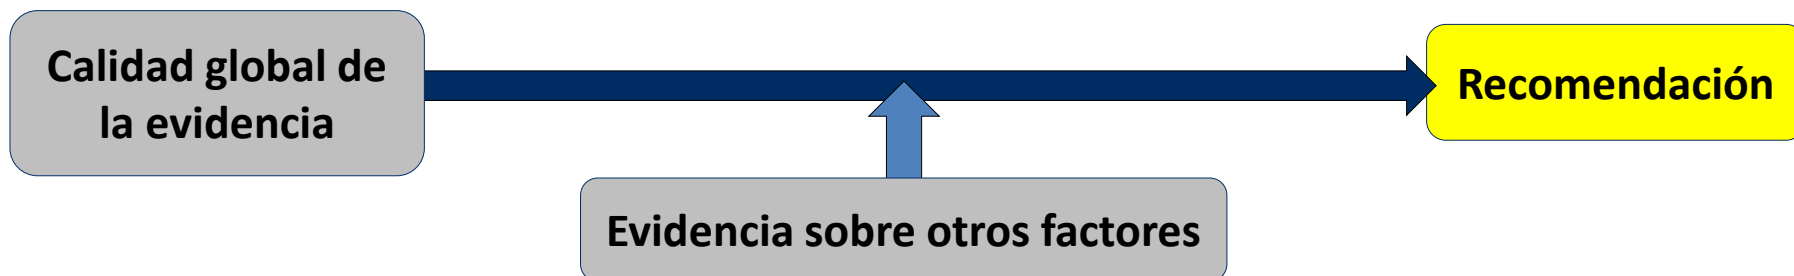 Calidad global de
la evidencia
Recomendación
Evidencia sobre otros factores